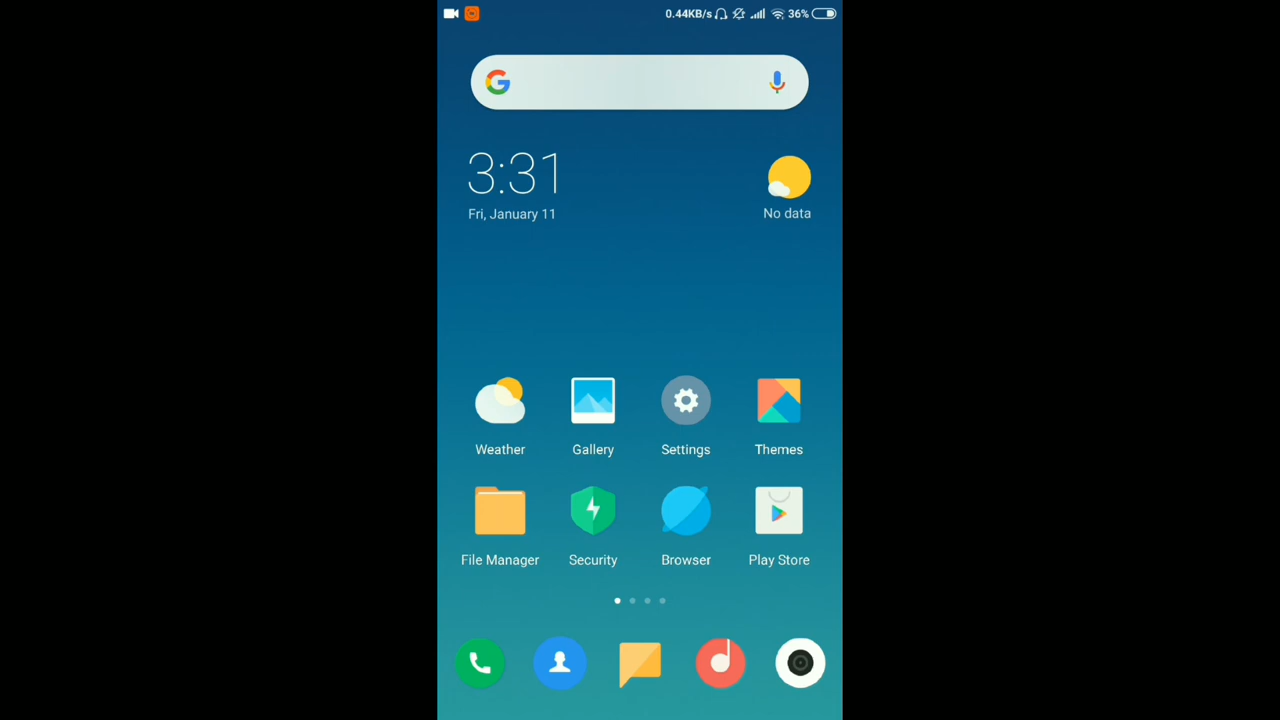 0.44KB/s 36%
3:31
Fri, January 11
No data
Weather Gallery Settings Themes
File Manager Security Browser Play Store